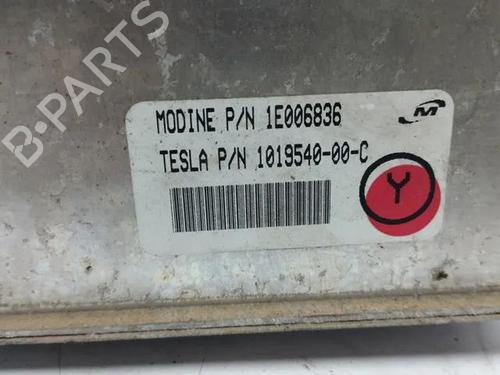 MODINE P/N 1E006836
TESLA P/N 1019540-00-C
Y
B-PARTS